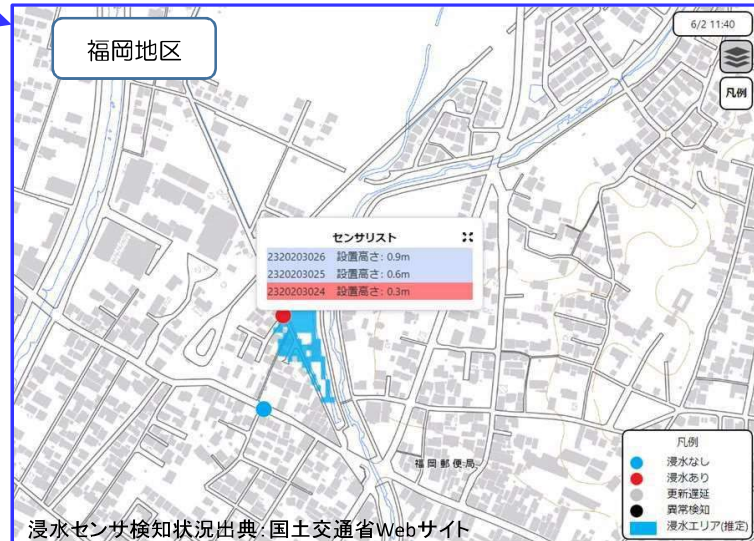 福岡地区
6/2 11:40
凡例
センサリスト
2320203026 設置高さ: 0.9m
2320203025 設置高さ: 0.6m
2320203024 設置高さ: 0.3m
福岡郵便局
凡例
浸水なし
浸水あり
更新遅延
異常検知
浸水エリア(推定)
浸水センサ検知状況出典:国土交通省Webサイト